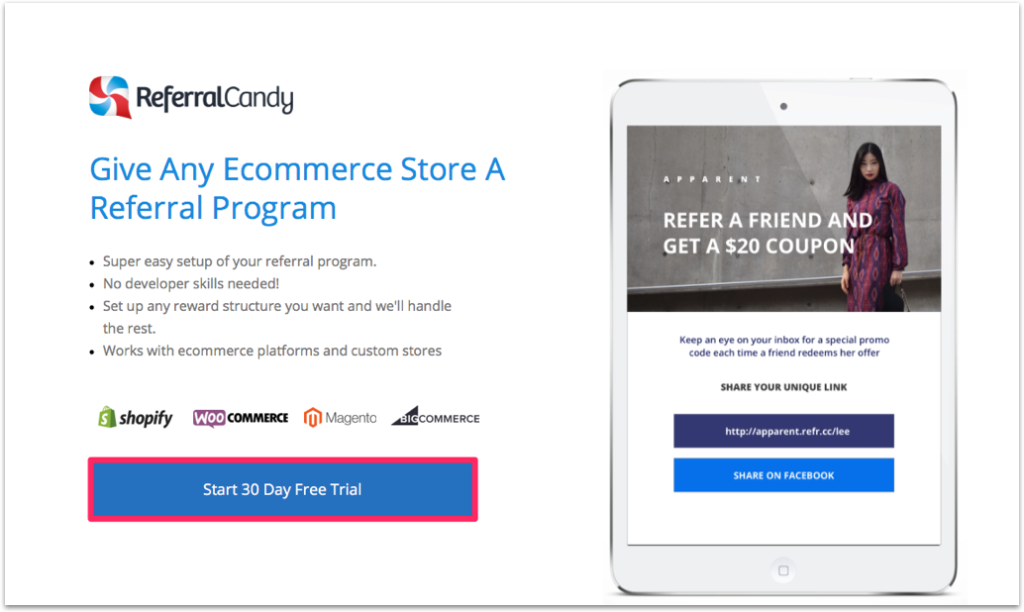 ReferralCandy
Give Any Ecommerce Store A
Referral Program
• Super easy setup of your referral program.
• No developer skills needed!
• Set up any reward structure you want and we'll handle
the rest.
• Works with ecommerce platforms and custom stores
shopify
WOO COMMERCE
Magento
BIGCOMMERCE
Start 30 Day Free Trial
APPARENT
REFER A FRIEND AND
GET A $20 COUPON
Keep an eye on your inbox for a special promo
code each time a friend redeems her offer
SHARE YOUR UNIQUE LINK
http://apparent.refr.cc/lee
SHARE ON FACEBOOK